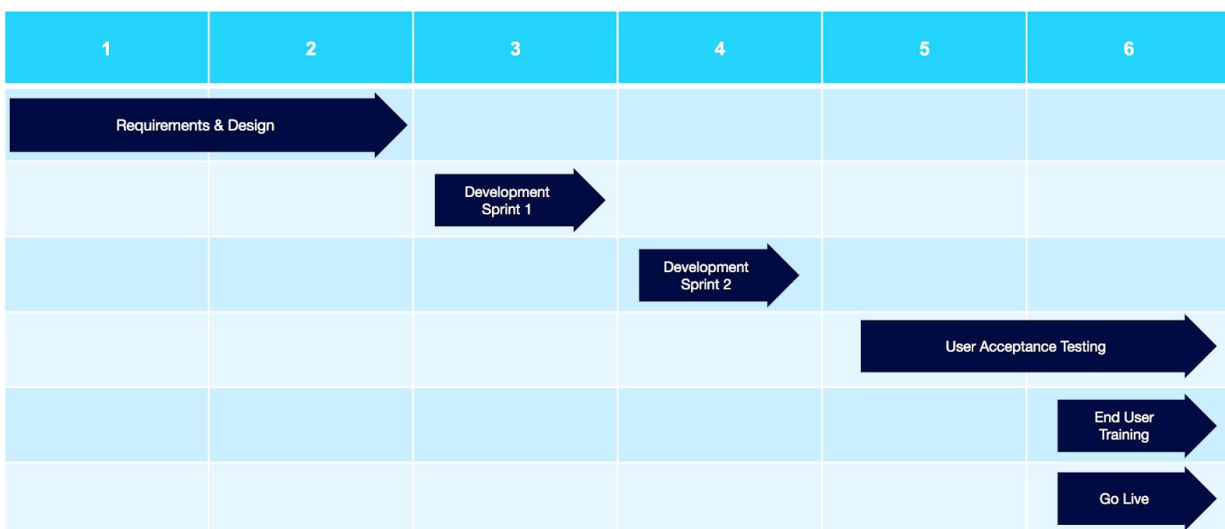 1 2 3 4 5 6
Requirements & Design
Development
Sprint 1
Development
Sprint 2
User Acceptance Testing
End User
Training
Go Live